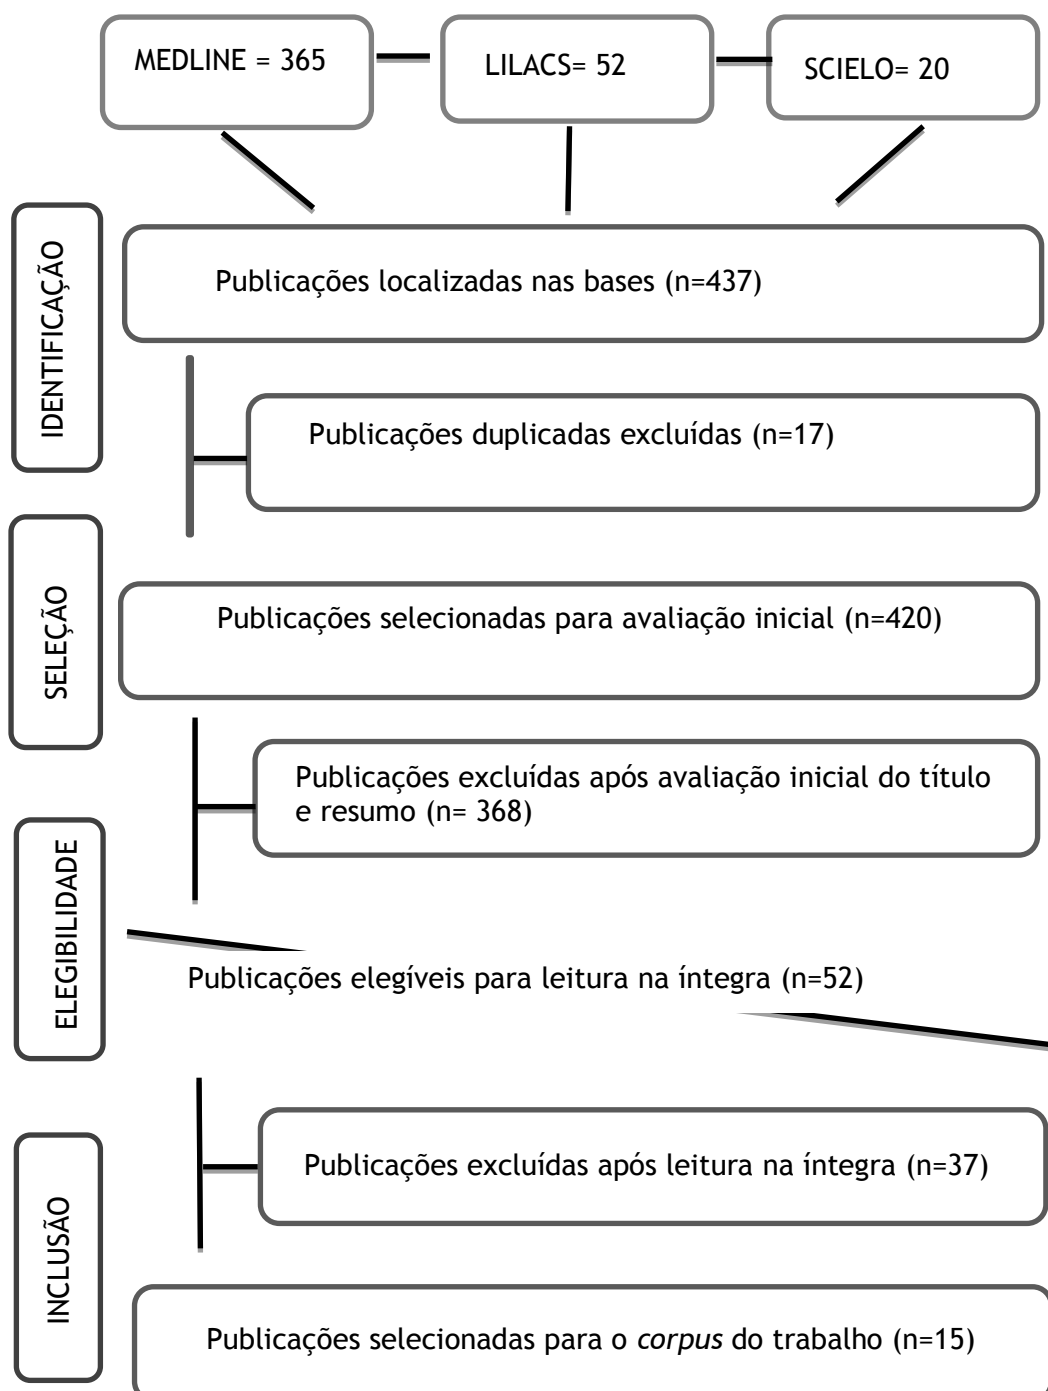 MEDLINE = 365
LILACS= 52
SCIELO= 20
IDENTIFICAÇÃO
Publicações localizadas nas bases (n=437)
Publicações duplicadas excluídas (n=17)
SELEÇÃO
Publicações selecionadas para avaliação inicial (n=420)
Publicações excluídas após avaliação inicial do título
e resumo (n= 368)
ELEGIBILIDADE
Publicações elegíveis para leitura na íntegra (n=52)
Publicações excluídas após leitura na íntegra (n=37)
INCLUSÃO
Publicações selecionadas para o corpus do trabalho (n=15)